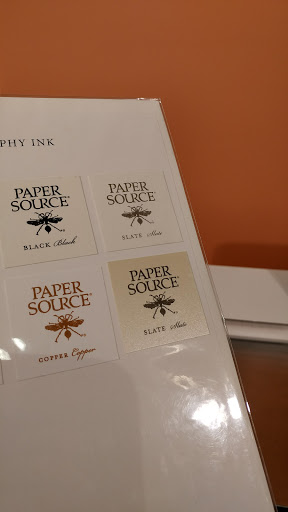 PHY INK
PAPER
SOURCE®
BLACK Black
PAPER
SOURCE®
SLATE Slate
PAPER
SOURCE®
COPPER Copper
PAPER
SOURCE®
SLATE Slate